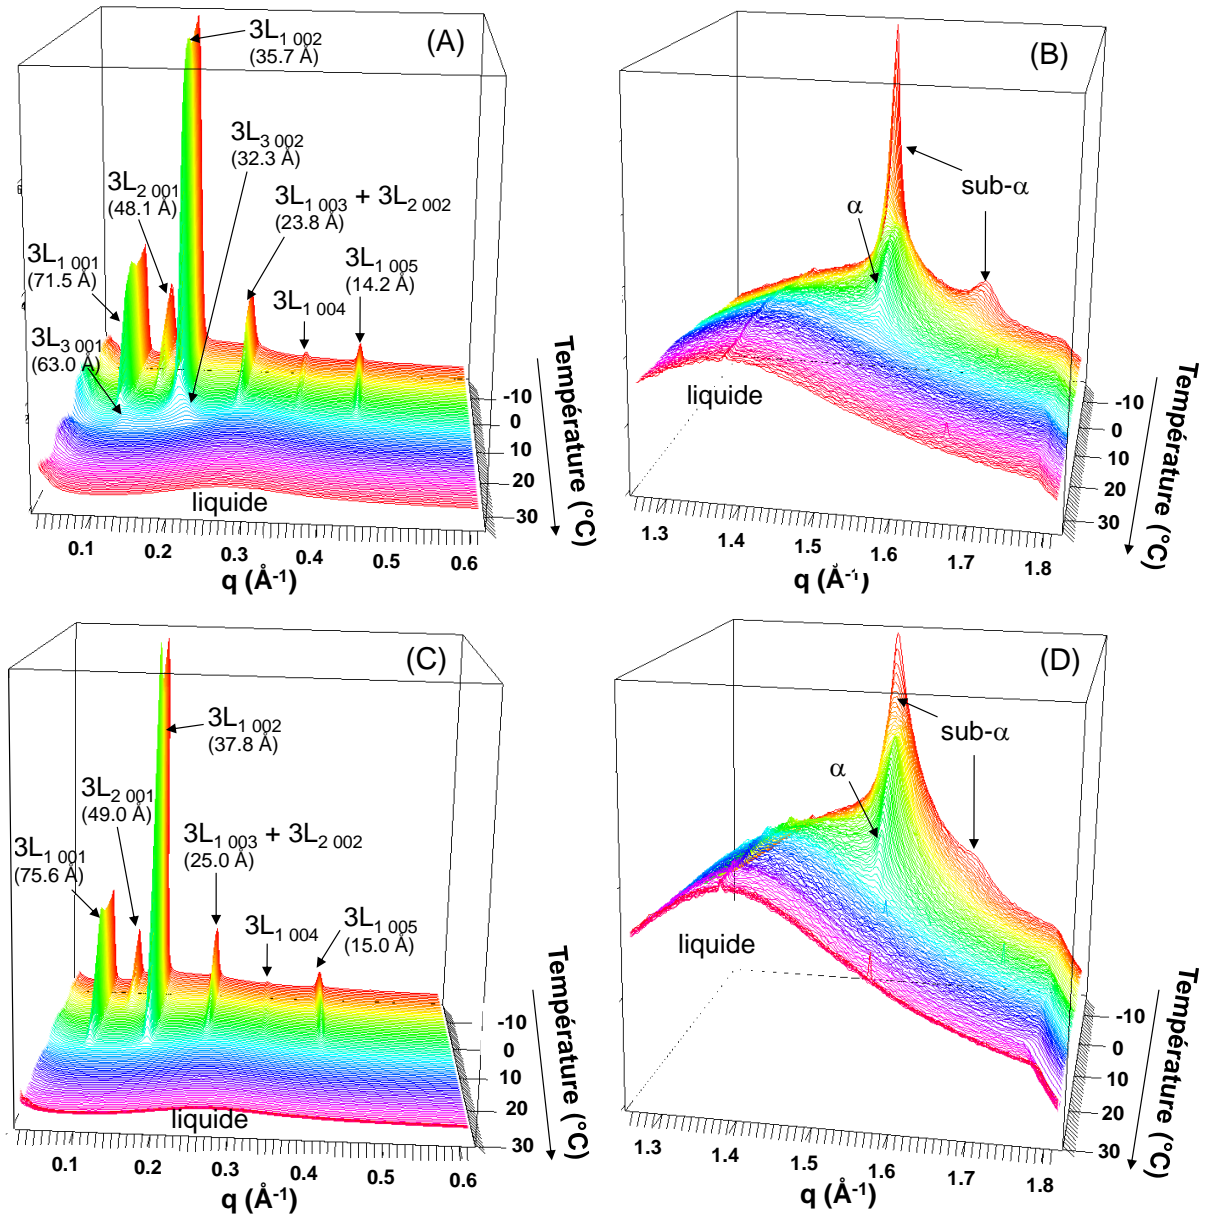 (A)
3L1 002
(35.7 Å)
3L3 002
(32.3 Å)
3L2 001
(48.1 Å)
3L1 003 + 3L2 002
(23.8 Å)
3L1 001
(71.5 Å)
3L1 005
(14.2 Å)
3L1 004
3L3 001
(63.0 Å)
liquide
-10
0
10
20
30
Température (°C)
0.1 0.2 0.3 0.4 0.5 0.6
q (Å-1)
(B)
sub-α
α
liquide
-10
0
10
20
30
Température (°C)
1.3 1.4 1.5 1.6 1.7 1.8
q (Å-1)
(C)
3L1 002
(37.8 Å)
3L2 001
(49.0 Å)
3L1 003 + 3L2 002
(25.0 Å)
3L1 001
(75.6 Å)
3L1 004
3L1 005
(15.0 Å)
liquide
-10
0
10
20
30
Température (°C)
0.1 0.2 0.3 0.4 0.5 0.6
q (Å-1)
(D)
sub-α
α
liquide
-10
0
10
20
30
Température (°C)
1.3 1.4 1.5 1.6 1.7 1.8
q (Å-1)